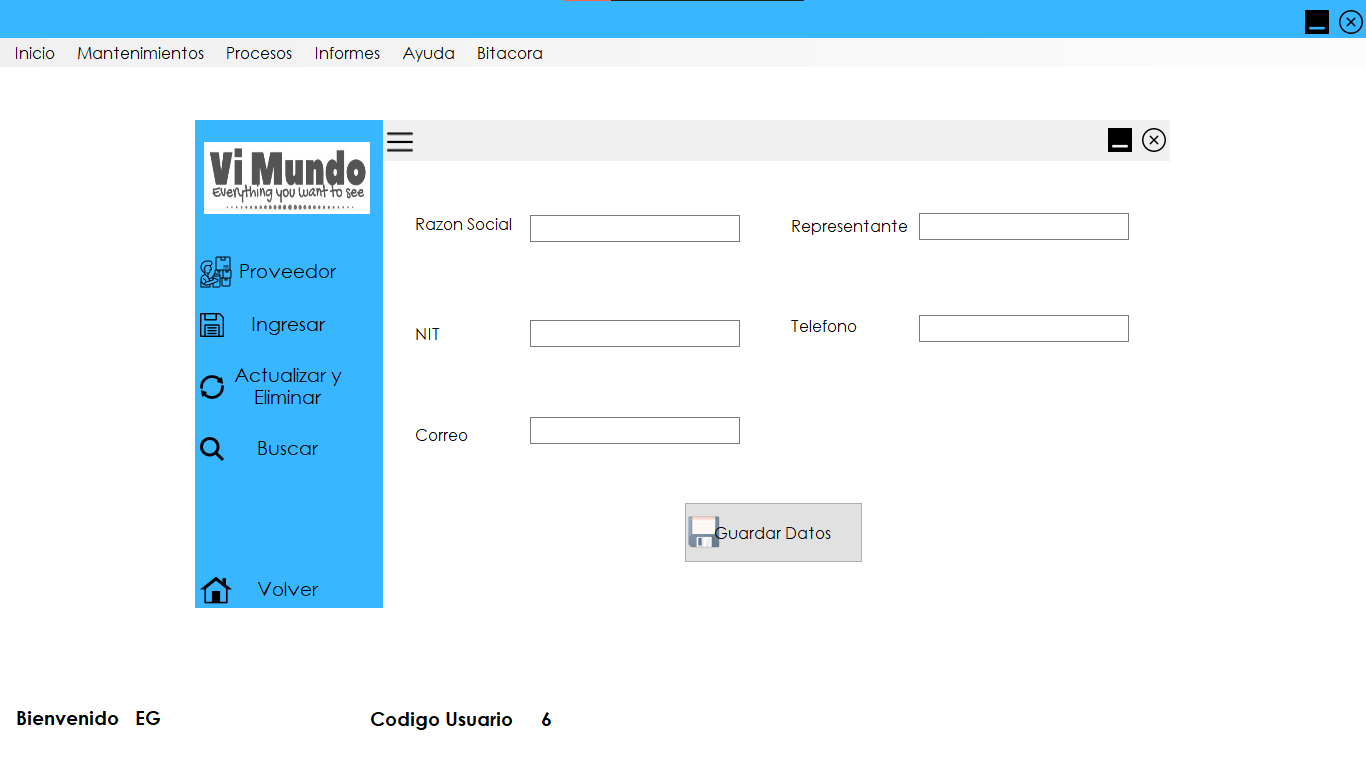 Inicio Mantenimientos Procesos Informes Ayuda Bitacora
Vi Mundo
Everything you want to see
Proveedor
Ingresar
Actualizar y
Eliminar
Buscar
Volver
Razon Social
Representante
NIT
Telefono
Correo
Guardar Datos
Bienvenido EG
Codigo Usuario 6